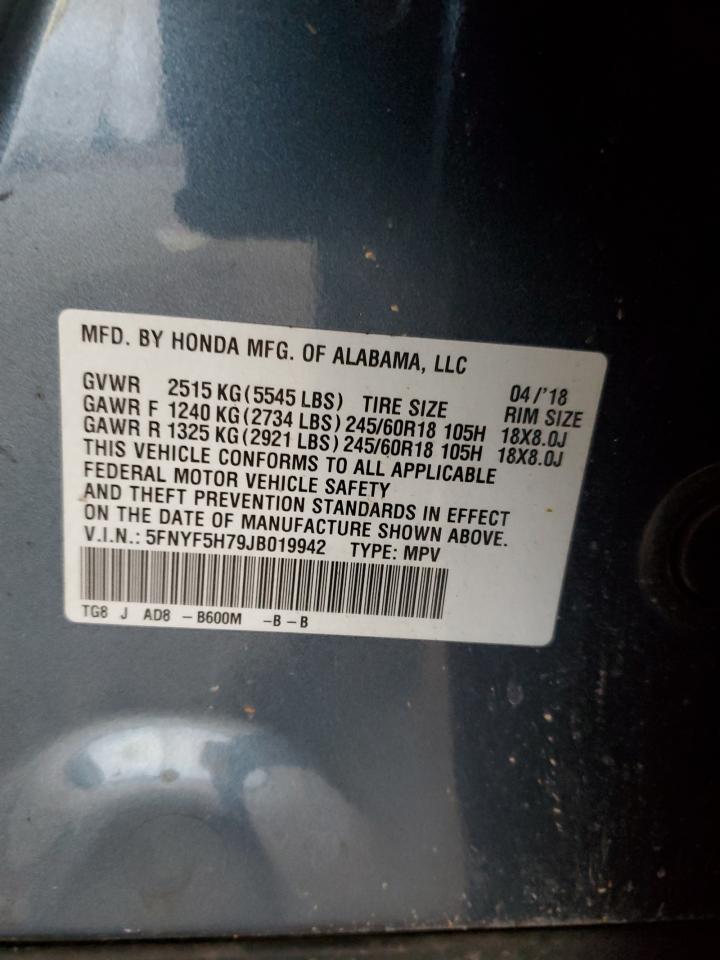 MFD. BY HONDA MFG. OF ALABAMA, LLC
04/'18
GVWR 2515 KG (5545 LBS) TIRE SIZE RIM SIZE
GAWR F 1240 KG (2734 LBS) 245/60R18 105H 18X8.0J
GAWR R 1325 KG (2921 LBS) 245/60R18 105H 18X8.0J
THIS VEHICLE CONFORMS TO ALL APPLICABLE
FEDERAL MOTOR VEHICLE SAFETY
AND THEFT PREVENTION STANDARDS IN EFFECT
ON THE DATE OF MANUFACTURE SHOWN ABOVE.
V.I.N.: 5FNYF5H79JB019942 TYPE: MPV
TG8 J AD8 – B600M –B – B